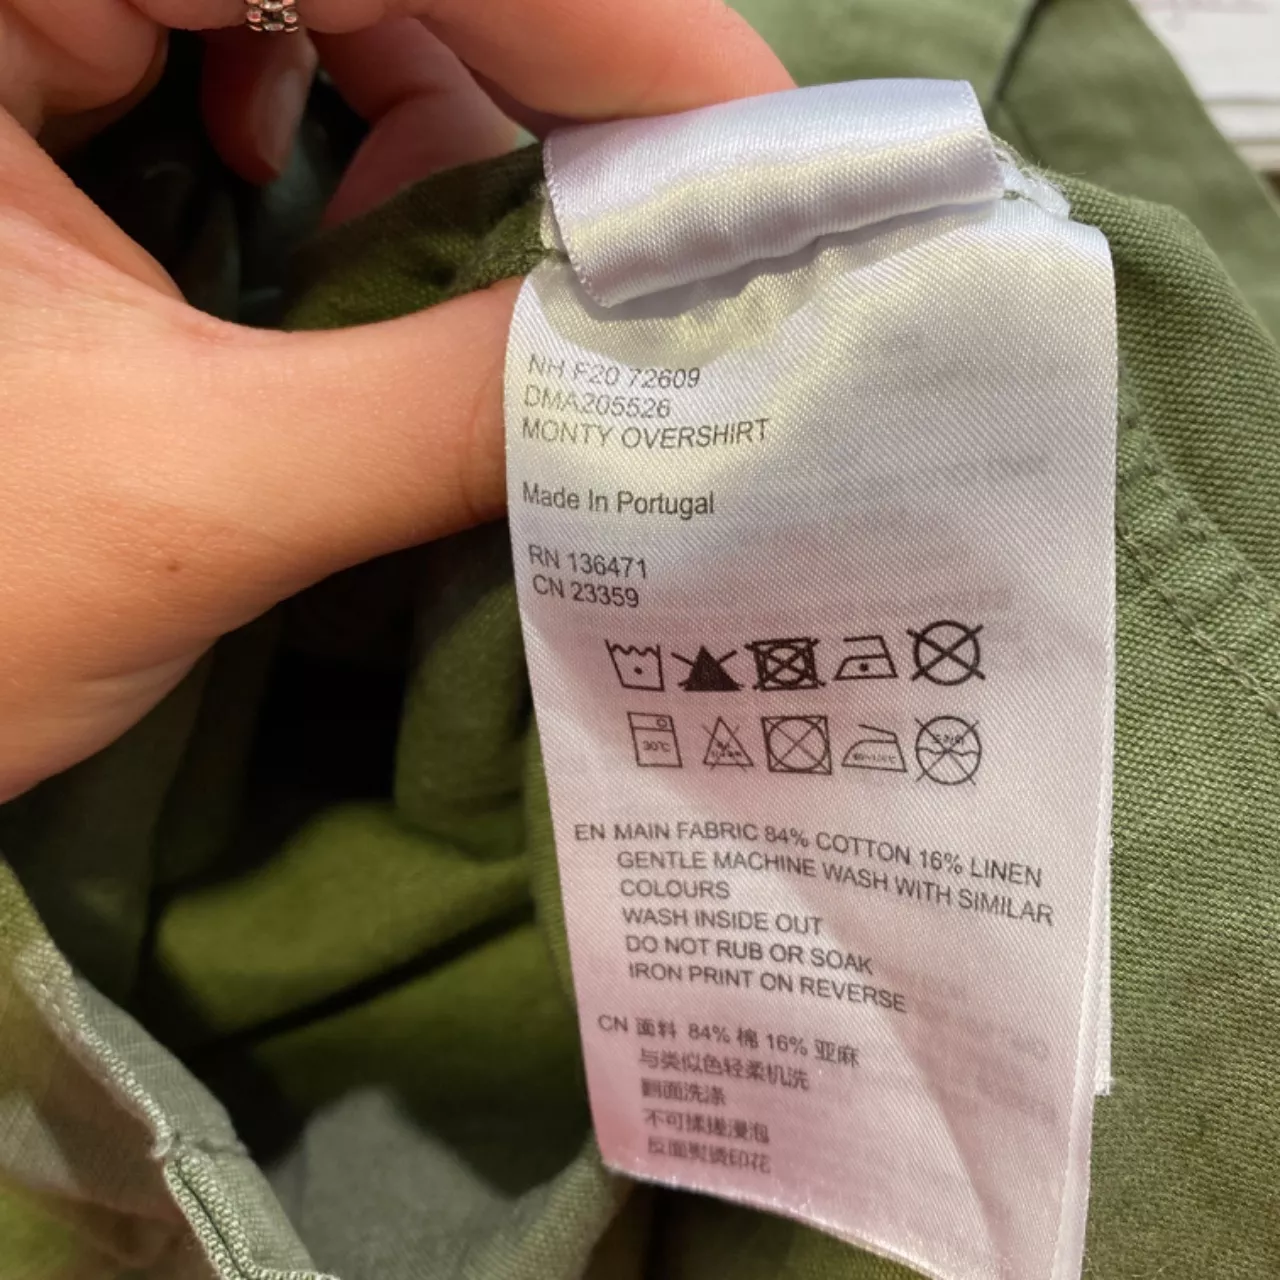 NH F20 72609
DMA205526
MONTY OVERSHIRT
Made In Portugal
RN 136471
CN 23359
30℃
EN MAIN FABRIC 84% COTTON 16% LINEN
GENTLE MACHINE WASH WITH SIMILAR
COLOURS
WASH INSIDE OUT
DO NOT RUB OR SOAK
IRON PRINT ON REVERSE
CN 面料 84% 棉 16% 亚麻
与类似色轻柔机洗
翻面洗涤
不可揉搓浸泡
反面熨烫印花